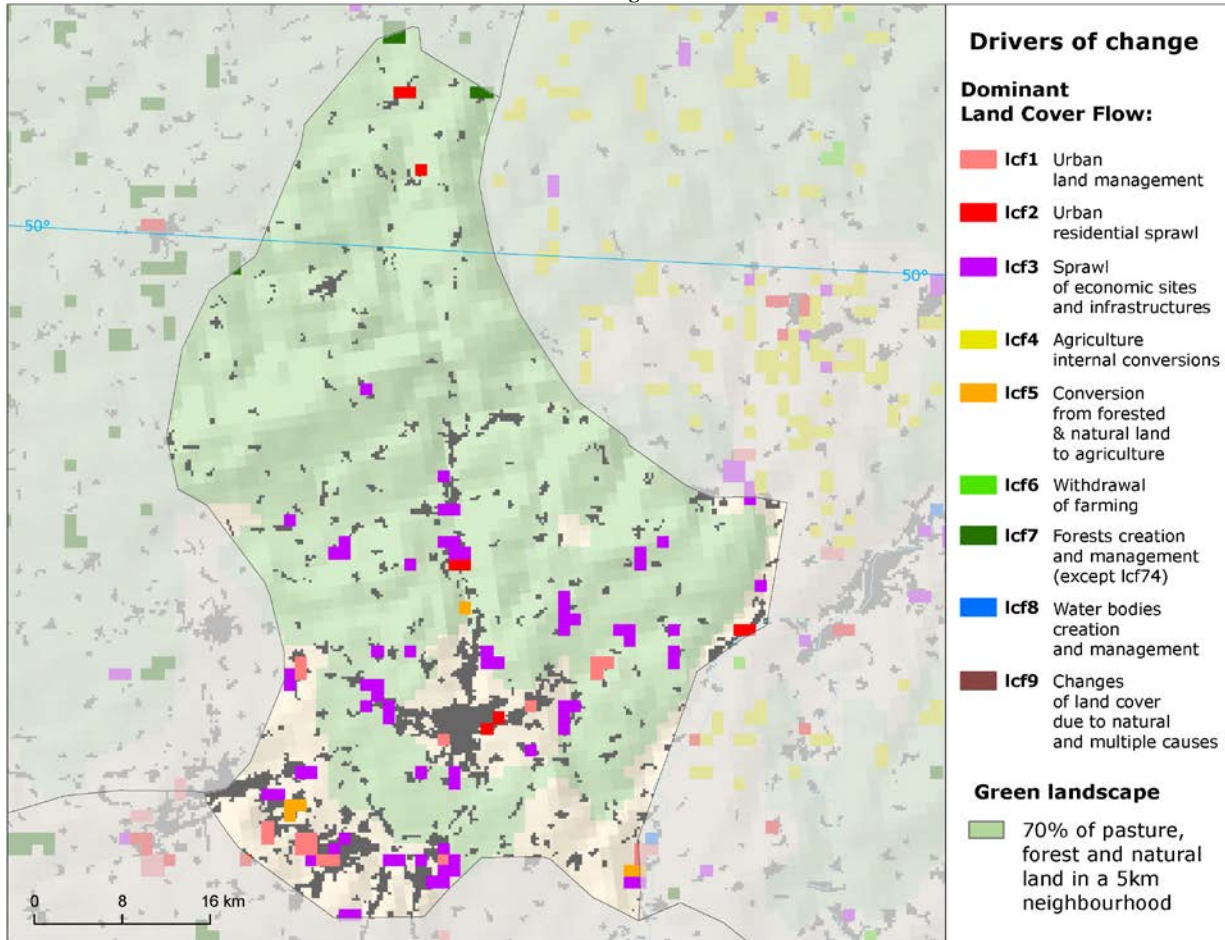 50°
50°
0 8 16 km
Drivers of change
Dominant
Land Cover Flow:
lcf1 Urban
land management
lcf2 Urban
residential sprawl
lcf3 Sprawl
of economic sites
and infrastructures
lcf4 Agriculture
internal conversions
lcf5 Conversion
from forested
& natural land
to agriculture
lcf6 Withdrawal
of farming
lcf7 Forests creation
and management
(except lcf74)
lcf8 Water bodies
creation
and management
lcf9 Changes
of land cover
due to natural
and multiple causes
Green landscape
70% of pasture,
forest and natural
land in a 5km
neighbourhood